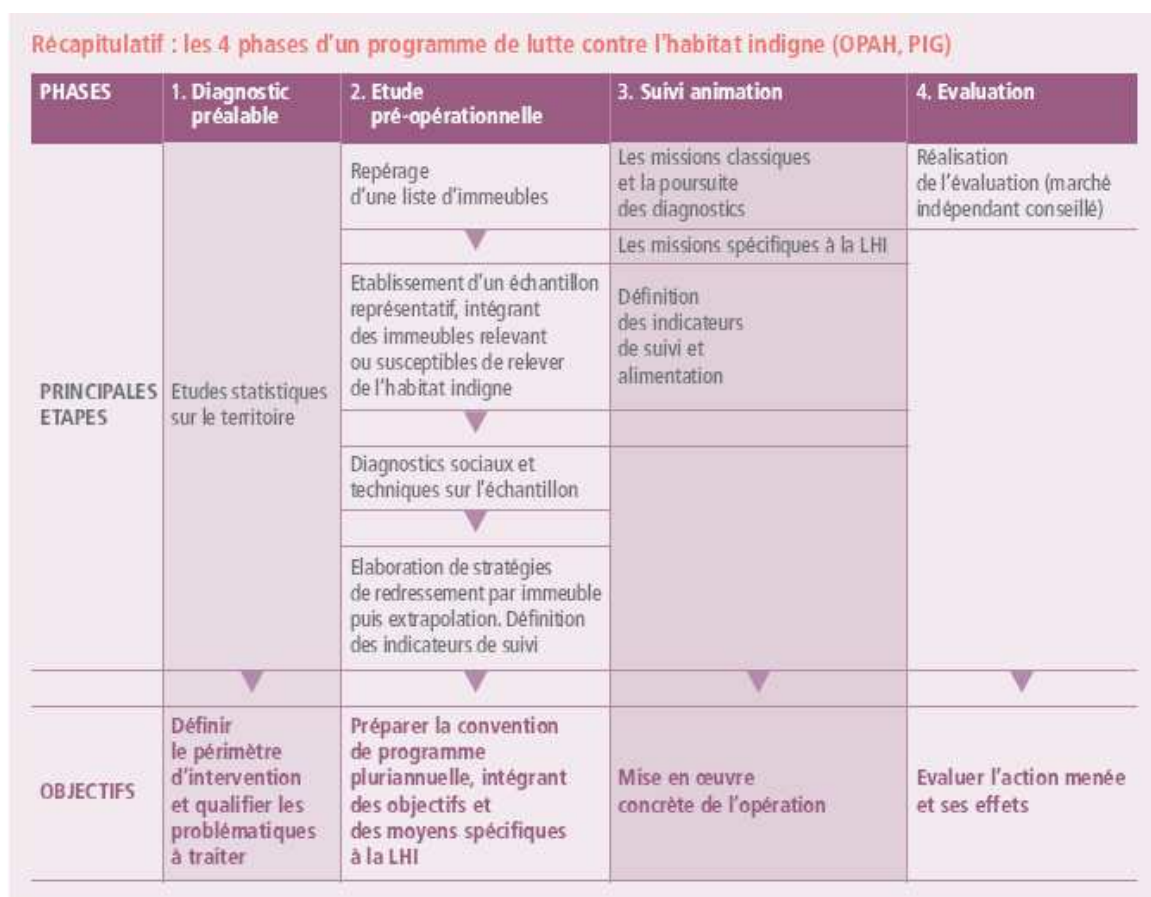 Récapitulatif : les 4 phases d'un programme de lutte contre l'habitat indigne (OPAH, PIG)
PHASES
1. Diagnostic
préalable
2. Etude
pré-opérationnelle
3. Suivi animation
4. Evaluation
PRINCIPALES
ETAPES
Etudes statistiques
sur le territoire
Repérage
d'une liste d'immeubles
Etablissement d'un échantillon
représentatif, intégrant
des immeubles relevant
ou susceptibles de relever
de l'habitat indigne
Diagnostics sociaux et
techniques sur l'échantillon
Elaboration de stratégies
de redressement par immeuble
puis extrapolation. Définition
des indicateurs de suivi
Les missions classiques
et la poursuite
des diagnostics
Les missions spécifiques à la LHI
Définition
des indicateurs
de suivi et
alimentation
Réalisation
de l'évaluation (marché
indépendant conseillé)
OBJECTIFS
Définir
le périmètre
d'intervention
et qualifier les
problématiques
à traiter
Préparer la convention
de programme
pluriannuelle, intégrant
des objectifs et
des moyens spécifiques
à la LHI
Mise en œuvre
concrète de l'opération
Evaluer l'action menée
et ses effets